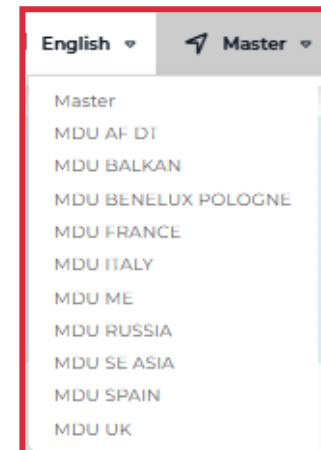 English Master
Master
MDU AF DT
MDU BALKAN
MDU BENELUX POLOGNE
MDU FRANCE
MDU ITALY
MDU ME
MDU RUSSIA
MDU SE ASIA
MDU SPAIN
MDU UK